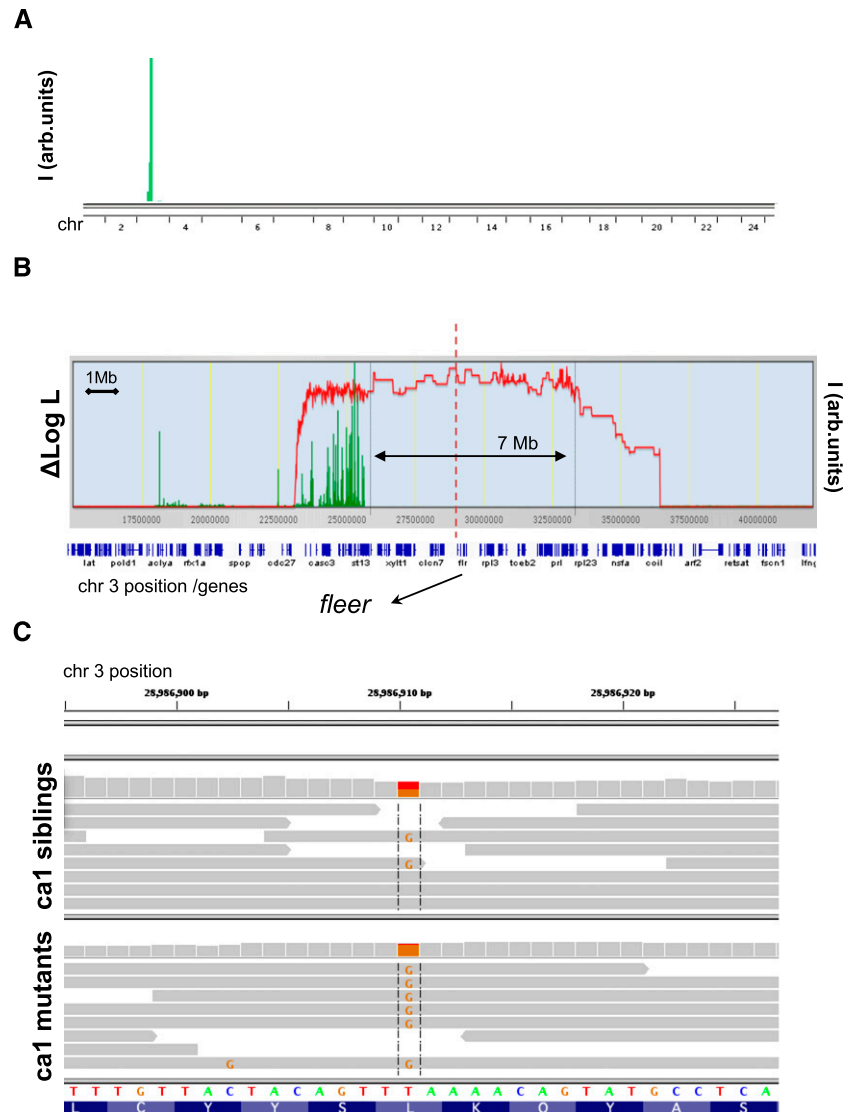 A
I (arb.units)
chr
2 4 6 8 10 12 14 16 18 20 22 24
B
ΔLog L
1Mb
7 Mb
I (arb.units)
17500000 20000000 22500000 25000000 27500000 30000000 32500000 35000000 37500000 40000000
lat pold1 aclya rfx1a spop cdc27 casc3 st13 xylt1 clcn7 flr rpl3 tceb2 prl rpl23 nsfa coil arf2 retsat fscn1 lfng
chr 3 position /genes
fleer
C
chr 3 position
28,986,900 bp 28,986,910 bp 28,986,920 bp
ca1 siblings
G
G
ca1 mutants
G
G
G
G
G
G G
T T T G T T A C T A C A G T T T A A A A C A G T A T G C C T C A
L C Y Y S L K Q Y A S